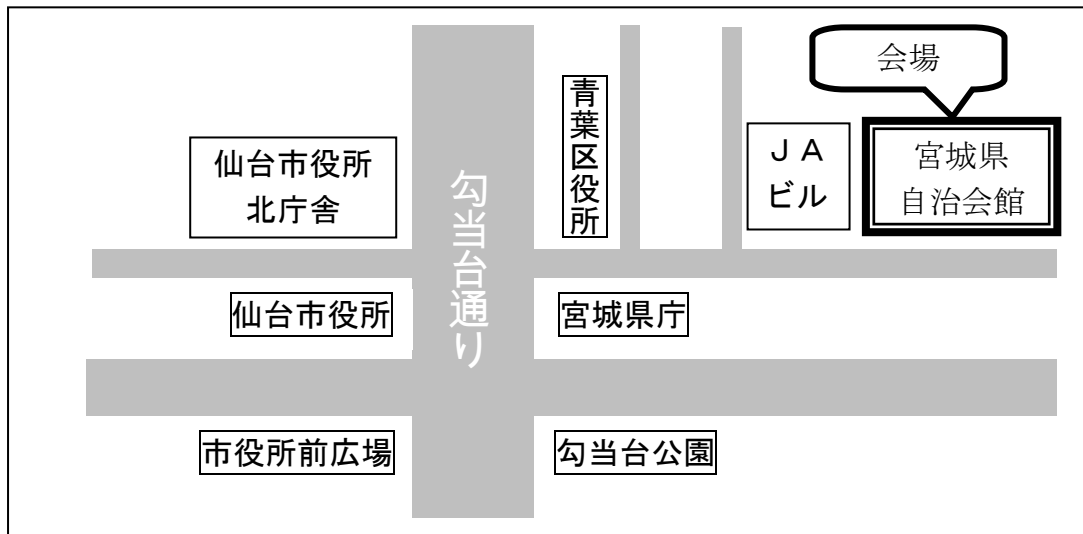 会場
仙台市役所
北庁舎
勾当台通り
青葉区役所
ＪＡ
ビル
宮城県
自治会館
仙台市役所
宮城県庁
市役所前広場
勾当台公園